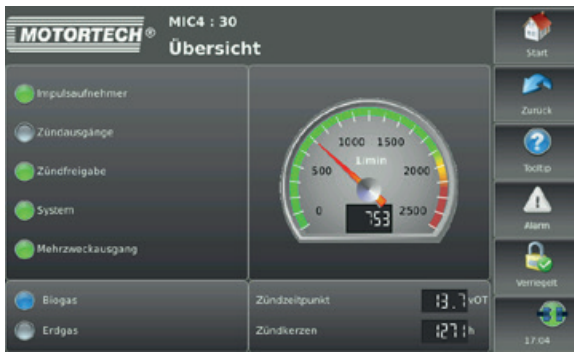 MOTORTECH®
MIC4 : 30
Übersicht
Start
Impulsaufnehmer
Zündausgänge
Zündfreigabe
System
Mehrzweckausgang
0
500
1000
1500
2000
2500
1/min
753
Zurück
Tooltip
Alarm
Verriegelt
Biogas
Erdgas
Zündzeitpunkt
13.7 vOT
Zündkerzen
1271 h
17:04